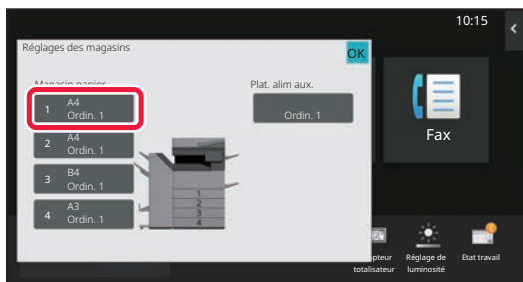 10:15
Réglages des magasins
OK
Magasin papier
Plat. alim aux.
1
A4
Ordin. 1
Ordin. 1
2
A4
Ordin. 1
3
B4
Ordin. 1
4
A3
Ordin. 1
1
2
3
4
Fax
totalisateur
Réglage de
luminosité
Etat travail